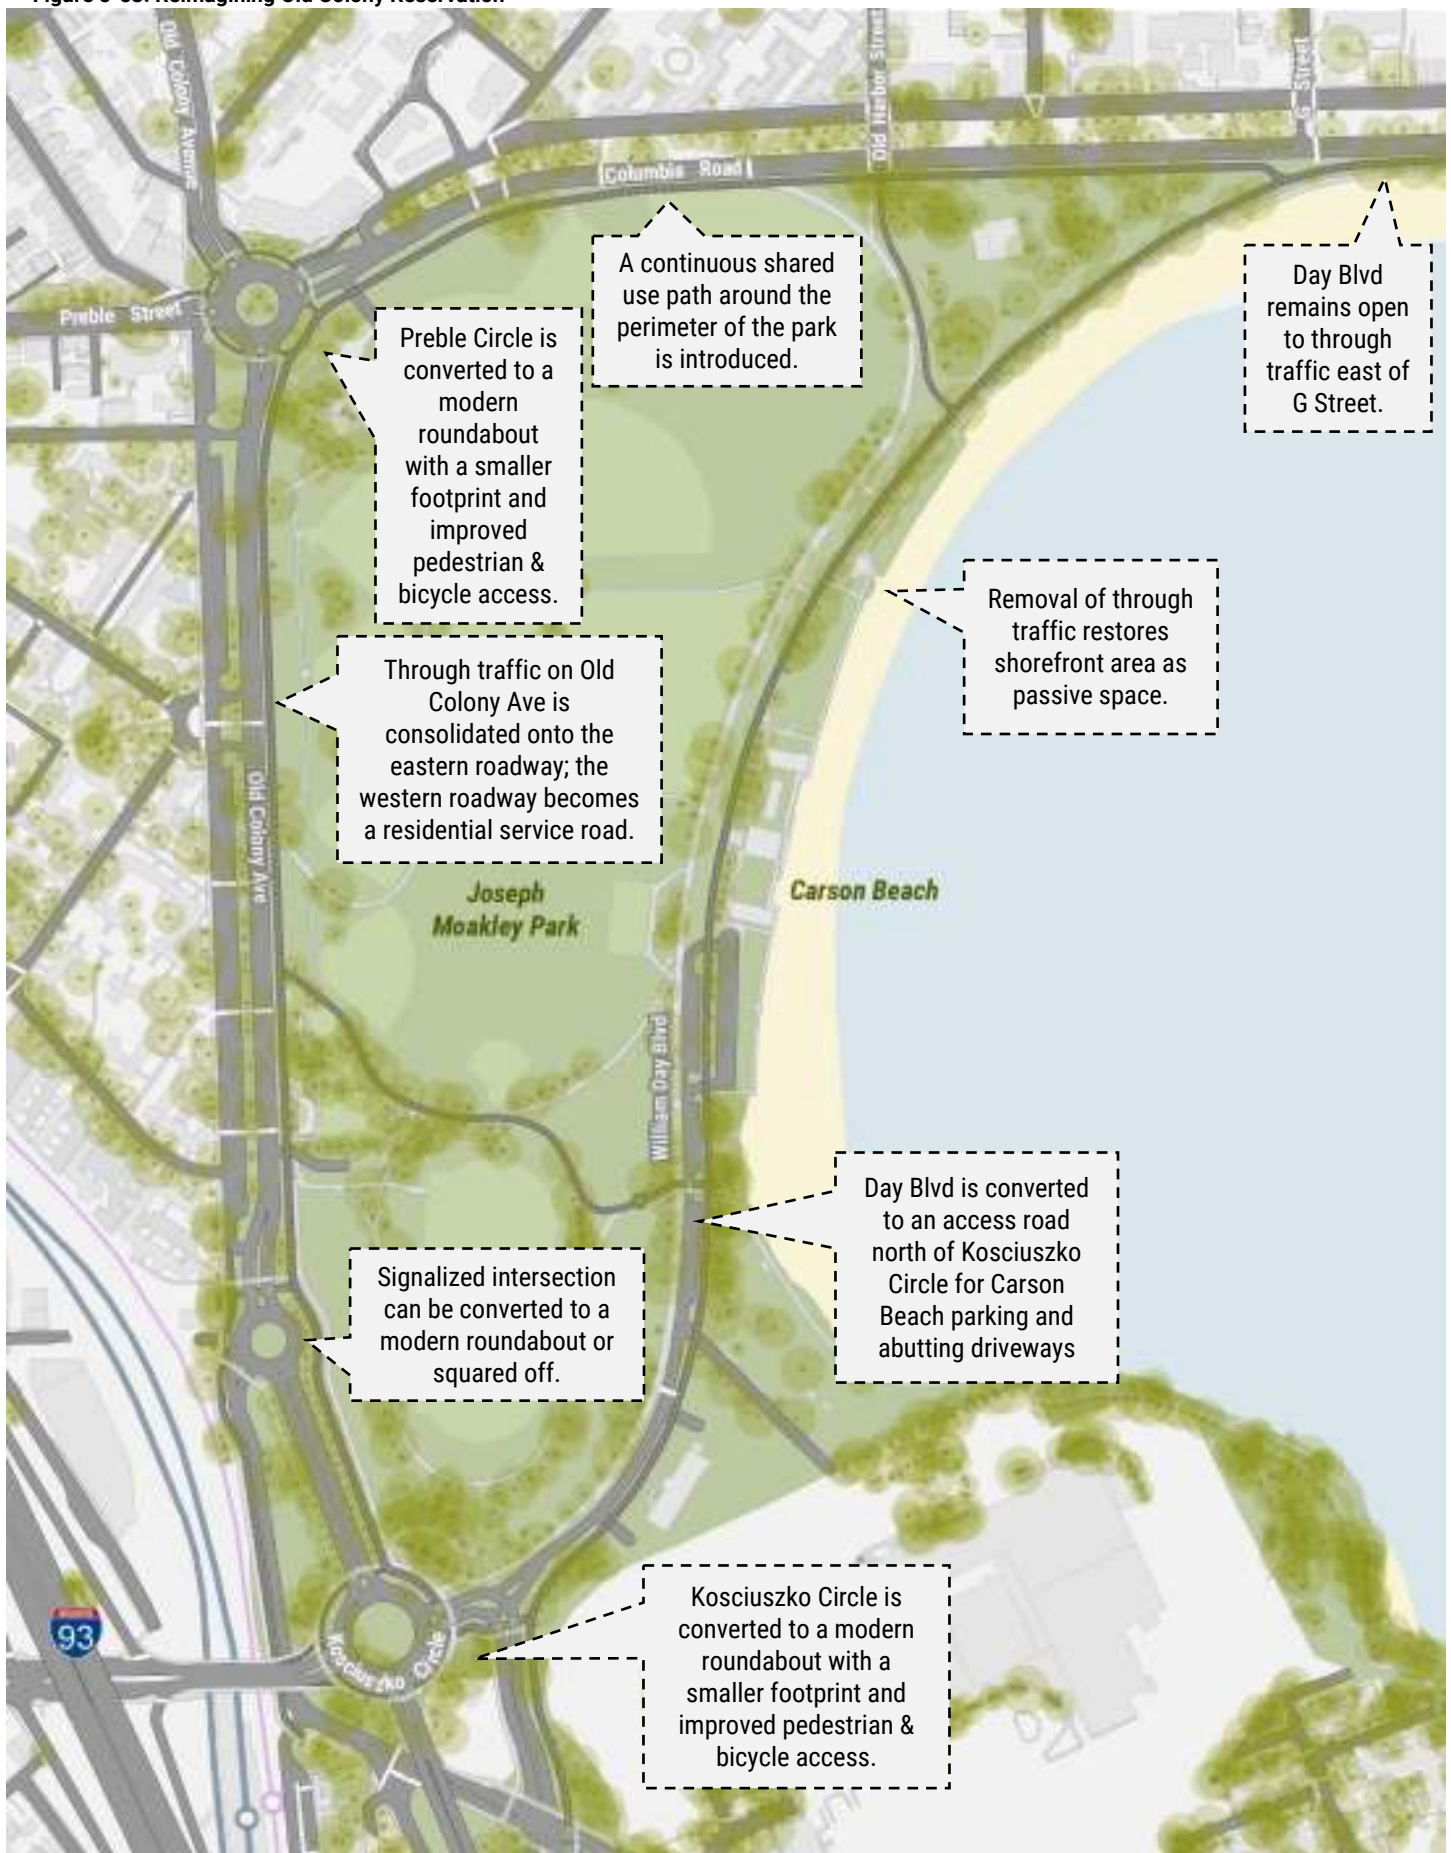 Old Colony Avenue
Old Harbor Street
G Street
Columbia Road
Preble Street
A continuous shared
use path around the
perimeter of the park
is introduced.
Day Blvd
remains open
to through
traffic east of
G Street.
Preble Circle is
converted to a
modern
roundabout
with a smaller
footprint and
improved
pedestrian &
bicycle access.
Removal of through
traffic restores
shorefront area as
passive space.
Through traffic on Old
Colony Ave is
consolidated onto the
eastern roadway; the
western roadway becomes
a residential service road.
Old Colony Ave
Joseph
Moakley Park
Carson Beach
William Day Blvd
Day Blvd is converted
to an access road
north of Kosciuszko
Circle for Carson
Beach parking and
abutting driveways
Signalized intersection
can be converted to a
modern roundabout or
squared off.
Kosciuszko Circle is
converted to a modern
roundabout with a
smaller footprint and
improved pedestrian &
bicycle access.
93
Kosciuszko Circle